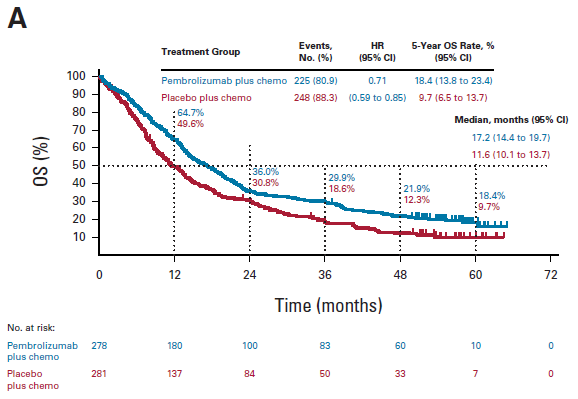 A
Treatment Group Events, No. (%) HR (95% CI) 5-Year OS Rate, % (95% CI)
Pembrolizumab plus chemo 225 (80.9) 0.71 18.4 (13.8 to 23.4)
Placebo plus chemo 248 (88.3) (0.59 to 0.85) 9.7 (6.5 to 13.7)
Median, months (95% CI)
17.2 (14.4 to 19.7)
11.6 (10.1 to 13.7)
OS (%)
100
90
80
70
60
50
40
30
20
10
64.7%
49.6%
36.0%
30.8%
29.9%
18.6%
21.9%
12.3%
18.4%
9.7%
0 12 24 36 48 60 72
Time (months)
No. at risk:
Pembrolizumab plus chemo 278 180 100 83 60 10 0
Placebo plus chemo 281 137 84 50 33 7 0